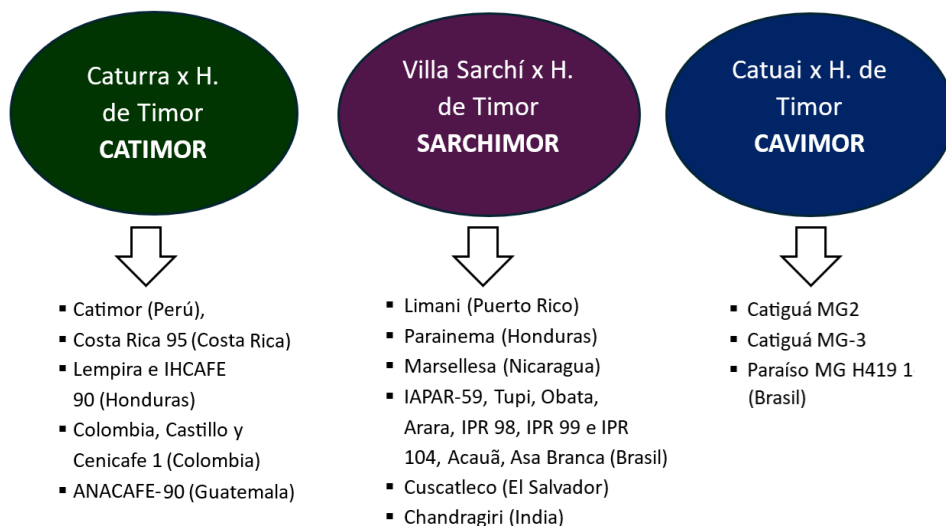 Caturra x H.
de Timor
CATIMOR
Villa Sarchí x H.
de Timor
SARCHIMOR
Catuai x H. de
Timor
CAVIMOR
▪ Catimor (Perú),
▪ Costa Rica 95 (Costa Rica)
▪ Lempira e IHCAFE
90 (Honduras)
▪ Colombia, Castillo y
Cenicafe 1 (Colombia)
▪ ANACAFE-90 (Guatemala)
▪ Limani (Puerto Rico)
▪ Parainema (Honduras)
▪ Marsellesa (Nicaragua)
▪ IAPAR-59, Tupi, Obata,
Arara, IPR 98, IPR 99 e IPR
104, Acauã, Asa Branca (Brasil)
▪ Cuscatleco (El Salvador)
▪ Chandragiri (India)
▪ Catiguá MG2
▪ Catiguá MG-3
▪ Paraíso MG H419 1
(Brasil)